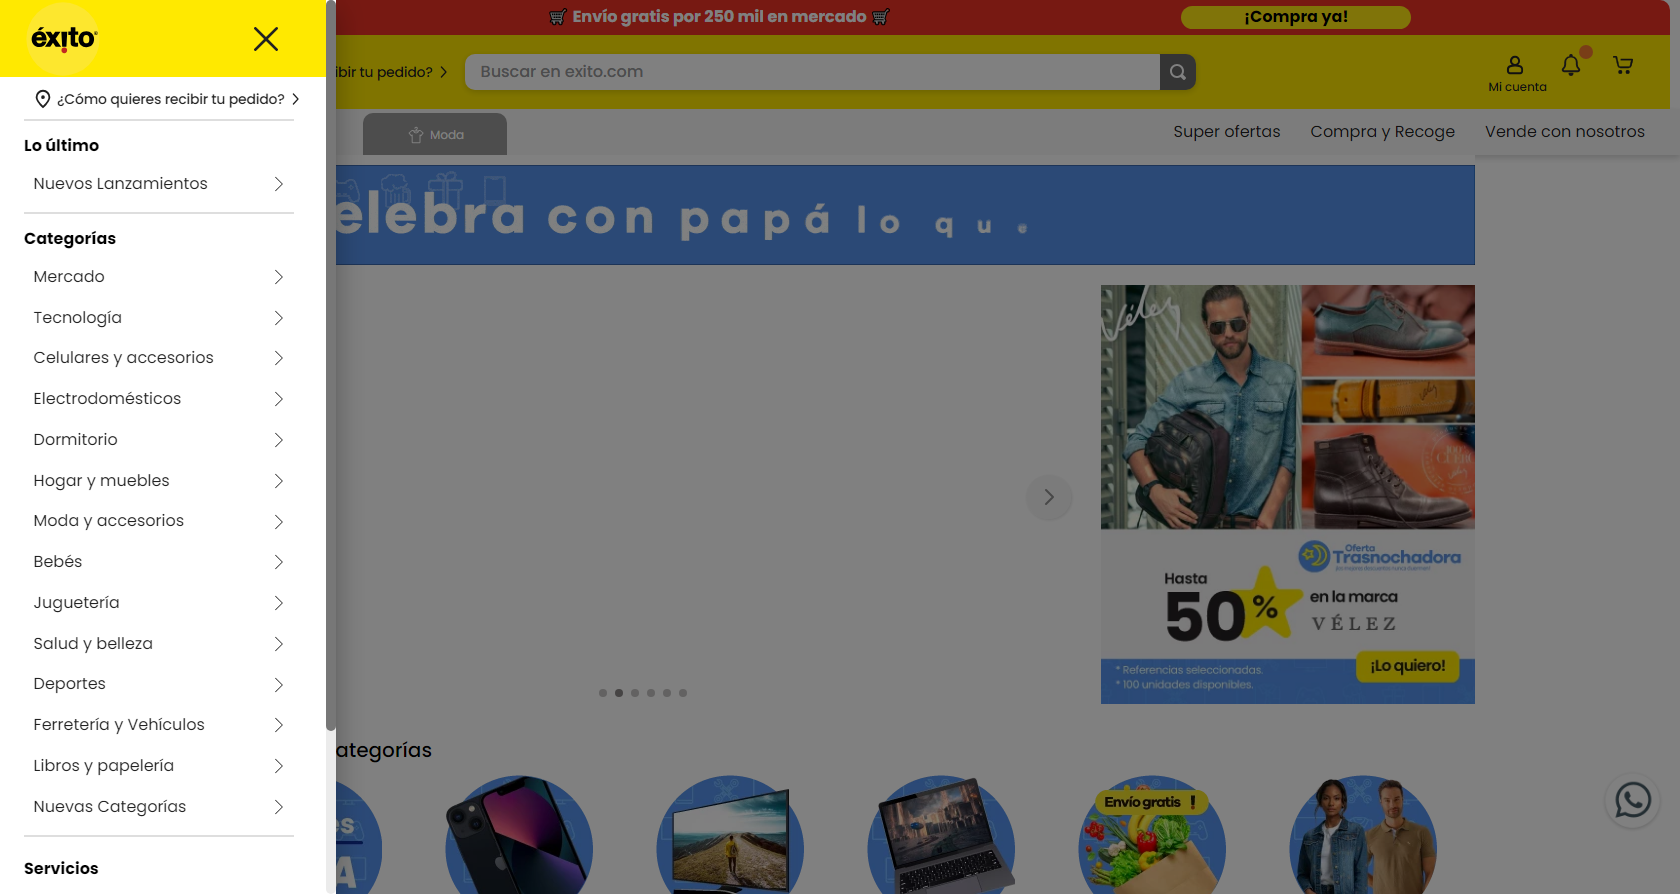 éxito
¿Cómo quieres recibir tu pedido?
Lo último
Nuevos Lanzamientos
Categorías
Mercado
Tecnología
Celulares y accesorios
Electrodomésticos
Dormitorio
Hogar y muebles
Moda y accesorios
Bebés
Juguetería
Salud y belleza
Deportes
Ferretería y Vehículos
Libros y papelería
Nuevas Categorías
Servicios
Envío gratis por 250 mil en mercado
¡Compra ya!
ibir tu pedido?
Buscar en exito.com
Mi cuenta
Moda
Super ofertas
Compra y Recoge
Vende con nosotros
elebra con papá lo que
Vélez
Oferta
Trasnochadora
Hasta
50%
en la marca
VÉLEZ
¡Lo quiero!
* Referencias seleccionadas.
* 100 unidades disponibles.
ategorías
es
A
Envío gratis !